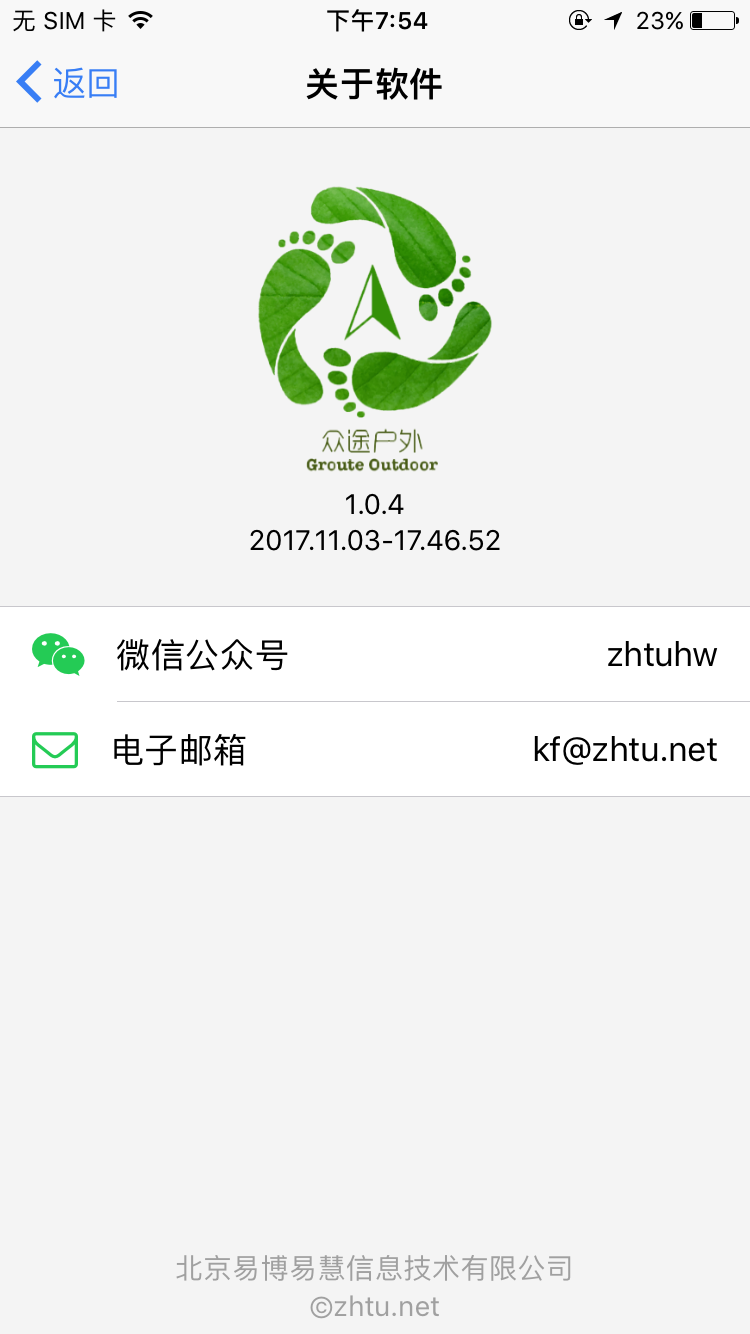 无 SIM 卡 下午7:54 23%
返回 关于软件
众途户外
Groute Outdoor
1.0.4
2017.11.03-17.46.52
微信公众号 zhtuhw
电子邮箱 kf@zhtu.net
北京易博易慧信息技术有限公司
©zhtu.net